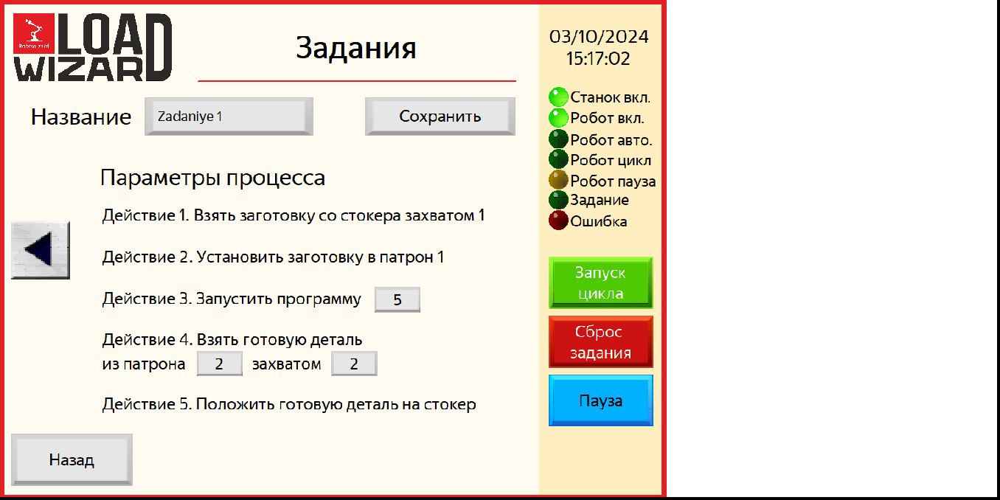 Robowizard
LOAD
WIZARD
Задания
Название
Zadaniye 1
Сохранить
Параметры процесса
Действие 1. Взять заготовку со стокера захватом 1
Действие 2. Установить заготовку в патрон 1
Действие 3. Запустить программу 5
Действие 4. Взять готовую деталь
из патрона 2 захватом 2
Действие 5. Положить готовую деталь на стокер
Назад
03/10/2024
15:17:02
Станок вкл.
Робот вкл.
Робот авто.
Робот цикл
Робот пауза
Задание
Ошибка
Запуск
цикла
Сброс
задания
Пауза